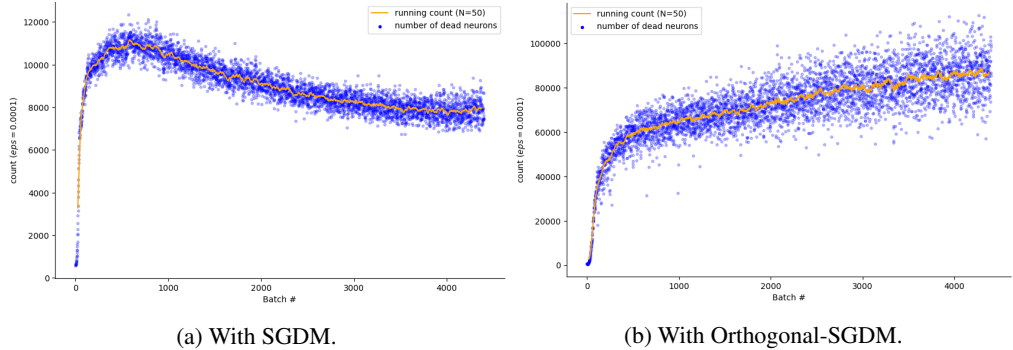 running count (N=50)
number of dead neurons
12000
10000
8000
6000
4000
2000
0
count (eps = 0.0001)
0
1000
2000
3000
4000
Batch #
(a) With SGDM.
running count (N=50)
number of dead neurons
100000
80000
60000
40000
20000
0
count (eps = 0.0001)
0
1000
2000
3000
4000
Batch #
(b) With Orthogonal-SGDM.